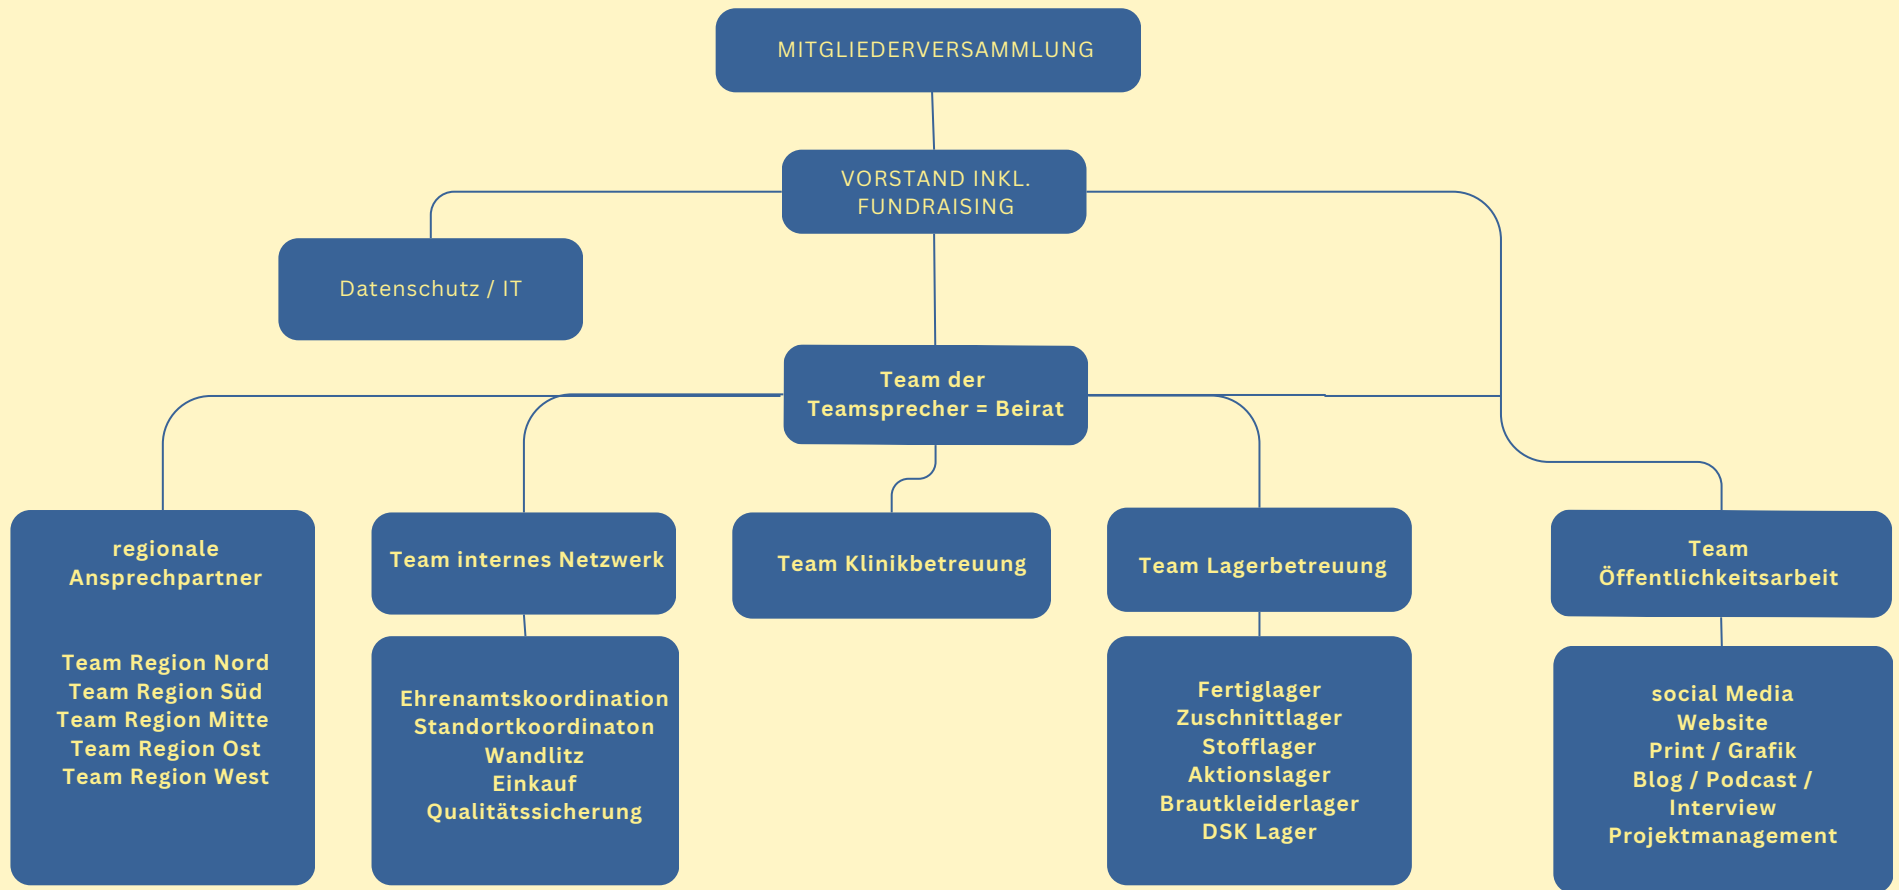 MITGLIEDERVERSAMMLUNG
VORSTAND INKL.
FUNDRAISING
Datenschutz / IT
Team der
Teamsprecher = Beirat
regionale
Ansprechpartner
Team Region Nord
Team Region Süd
Team Region Mitte
Team Region Ost
Team Region West
Team internes Netzwerk
Ehrenamtskoordination
Standortkoordinaton
Wandlitz
Einkauf
Qualitätssicherung
Team Klinikbetreuung
Team Lagerbetreuung
Fertiglager
Zuschnittlager
Stofflager
Aktionslager
Brautkleiderlager
DSK Lager
Team
Öffentlichkeitsarbeit
social Media
Website
Print / Grafik
Blog / Podcast /
Interview
Projektmanagement